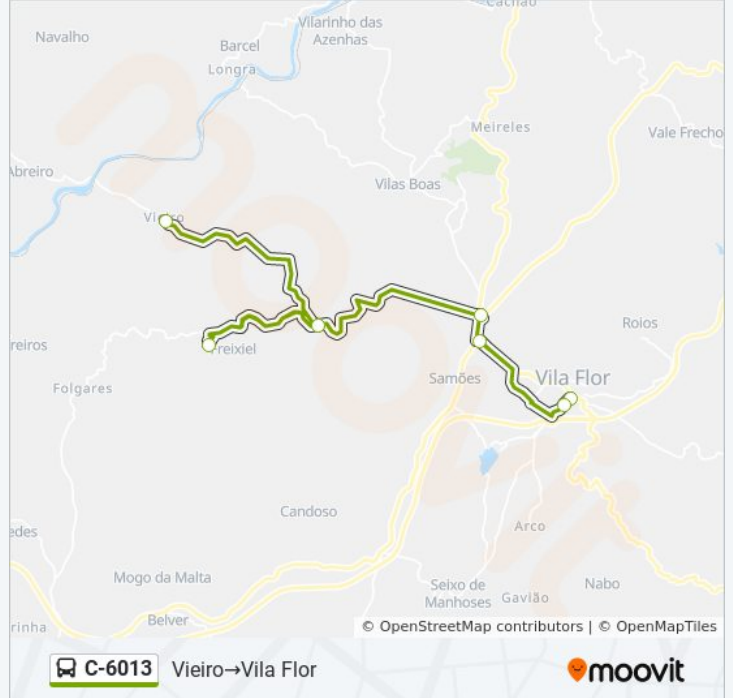 Cachão
Vilarinho das
Azenhas
Navalho
Barcel
Longra
Meireles
Vale Frecho
Abreiro
Vilas Boas
Vieiro
Roios
reiros
Freixiel
Samões
Vila Flor
Folgares
Candoso
Arco
edes
Mogo da Malta
Seixo de
Manhoses
Gavião
Nabo
Belver
rinha
© OpenStreetMap contributors | © OpenMapTiles
C-6013 Vieiro→Vila Flor
moovit
moovit